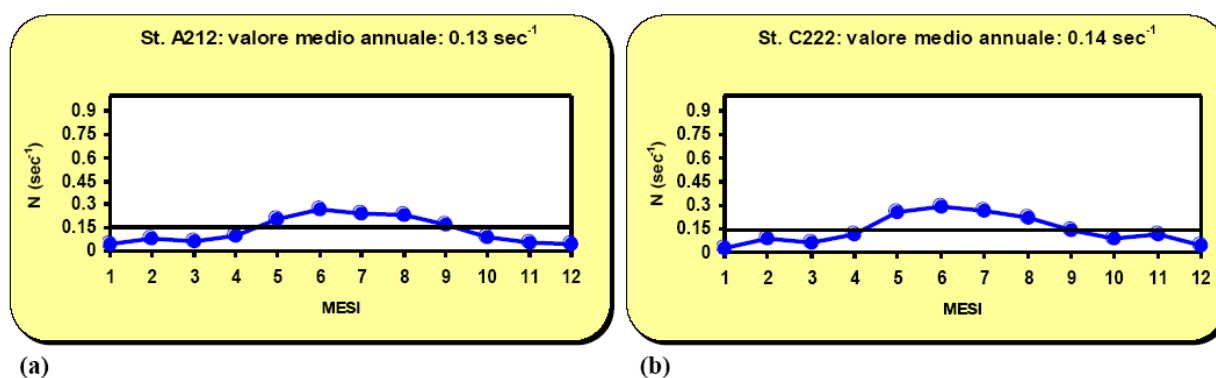 St. A212: valore medio annuale: 0.13 sec⁻¹
N (sec⁻¹)
0.9
0.75
0.6
0.45
0.3
0.15
0
1 2 3 4 5 6 7 8 9 10 11 12
MESI
(a)
St. C222: valore medio annuale: 0.14 sec⁻¹
N (sec⁻¹)
0.9
0.75
0.6
0.45
0.3
0.15
0
1 2 3 4 5 6 7 8 9 10 11 12
MESI
(b)